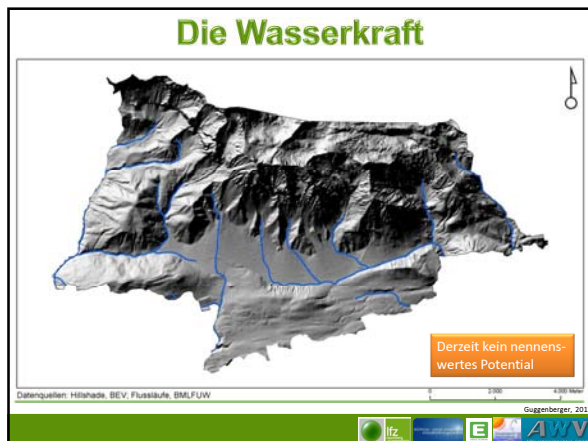 Die Wasserkraft
Derzeit kein nennens-
wertes Potential
Datenquellen: Hillshade, BEV; Flussläufe, BMLFUW
0 2.000 4.000 Meter
Guggenberger, 201
lfz
E
AWV